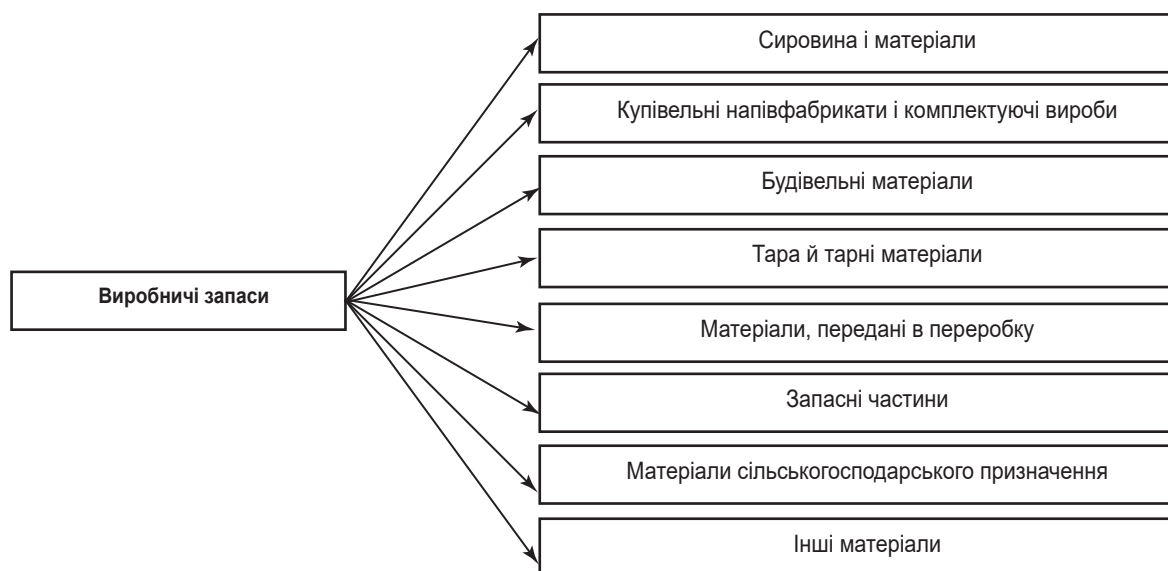 Сировина і матеріали
Купівельні напівфабрикати і комплектуючі вироби
Будівельні матеріали
Тара й тарні матеріали
Виробничі запаси
Матеріали, передані в переробку
Запасні частини
Матеріали сільськогосподарського призначення
Інші матеріали